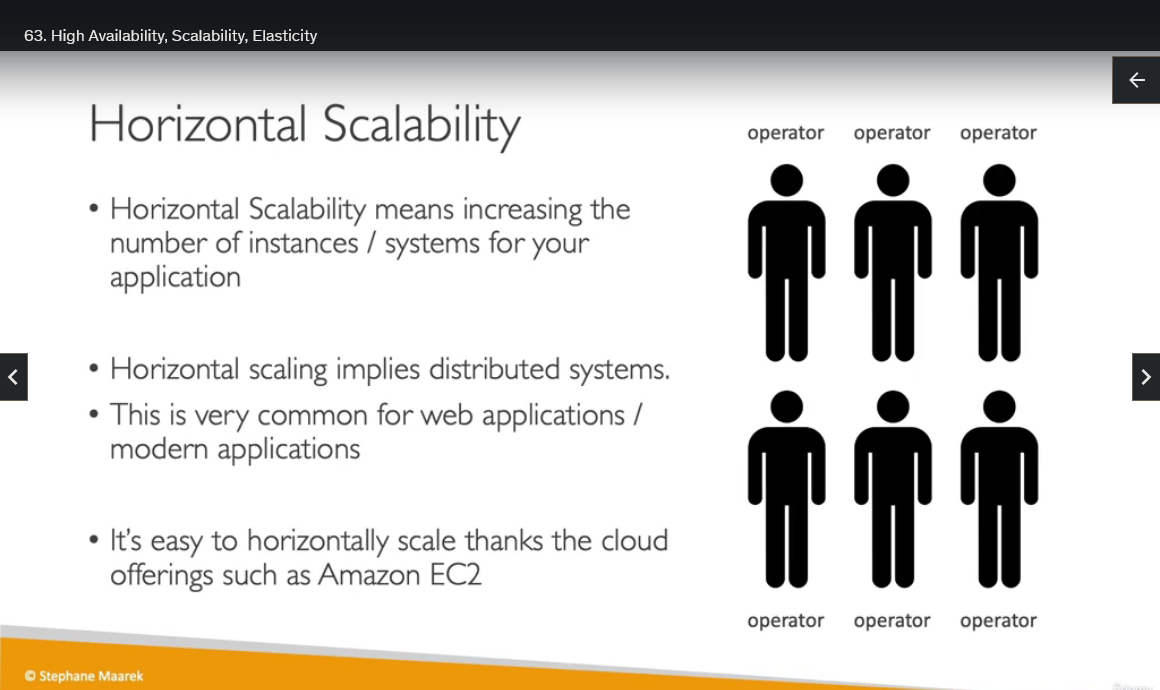 63. High Availability, Scalability, Elasticity
Horizontal Scalability
• Horizontal Scalability means increasing the
number of instances / systems for your
application
• Horizontal scaling implies distributed systems.
• This is very common for web applications /
modern applications
• It's easy to horizontally scale thanks the cloud
offerings such as Amazon EC2
operator operator operator
operator operator operator
© Stephane Maarek